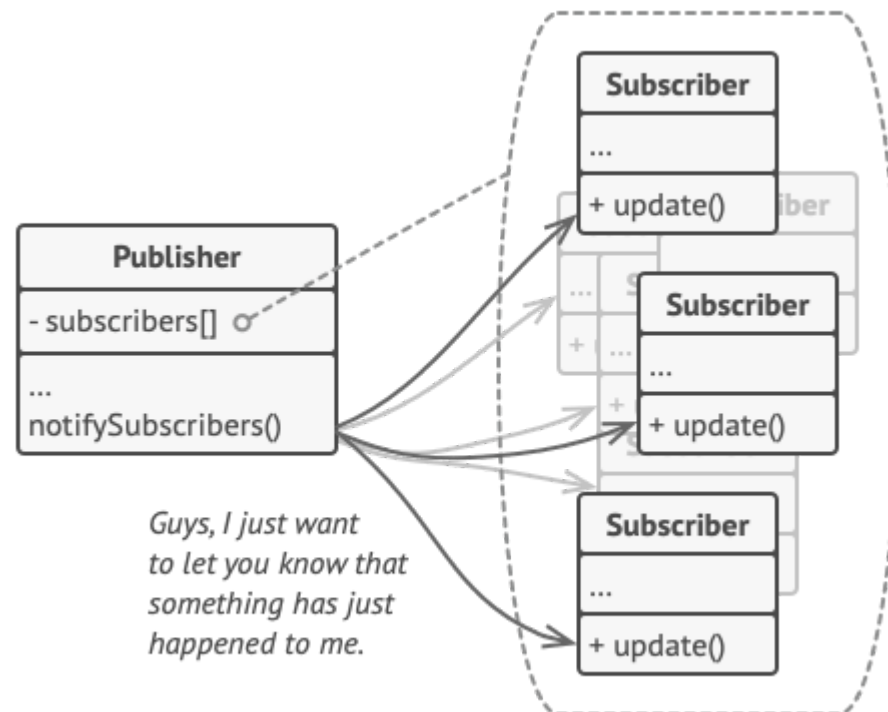 Publisher
- subscribers[]
...
notifySubscribers()
Guys, I just want
to let you know that
something has just
happened to me.
Subscriber
...
+ update()
Subscriber
...
+ update()
Subscriber
...
+ update()
...
+
...
+